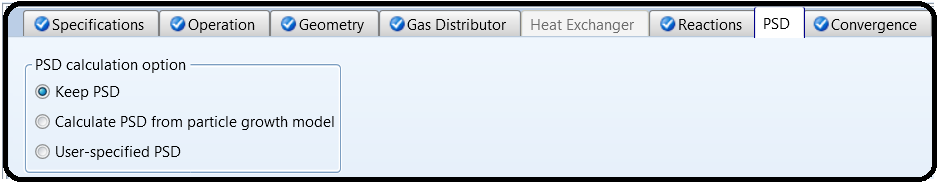 Specifications Operation Geometry Gas Distributor Heat Exchanger Reactions PSD Convergence
PSD calculation option
Keep PSD
Calculate PSD from particle growth model
User-specified PSD